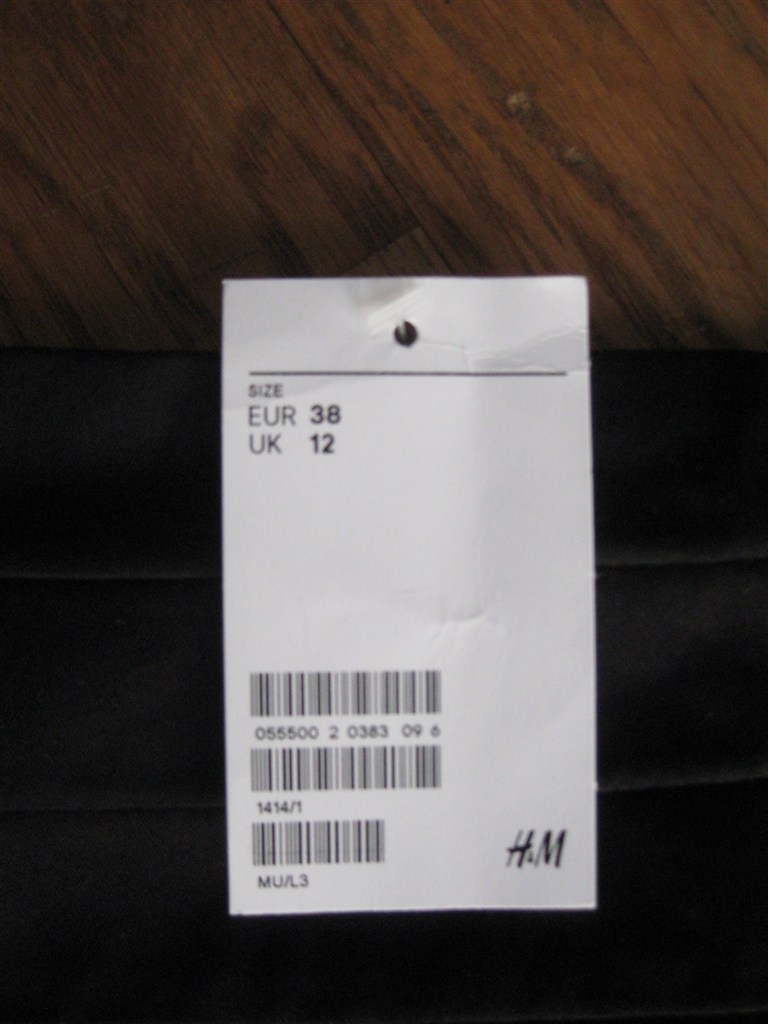 SIZE
EUR 38
UK 12
055500 2 0383 09 6
1414/1
MU/L3
H&M